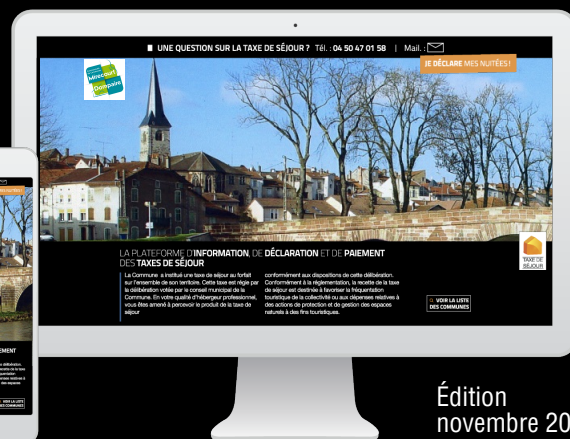 UNE QUESTION SUR LA TAXE DE SÉJOUR ? Tél. : 04 50 47 01 58 | Mail. :
JE DÉCLARE MES NUITÉES !
Mirecourt
Dompaire
LA PLATEFORME D'INFORMATION, DE DÉCLARATION ET DE PAIEMENT
DES TAXES DE SÉJOUR
La Commune a institué une taxe de séjour au forfait
sur l'ensemble de son territoire. Cette taxe est régie par
la délibération votée par le conseil municipal de la
Commune. En votre qualité d'hébergeur professionnel,
vous êtes amené à percevoir le produit de la taxe de
séjour
conformément aux dispositions de cette délibération.
Conformément à la réglementation, la recette de la taxe
de séjour est destinée à favoriser la fréquentation
touristique de la collectivité ou aux dépenses relatives à
des actions de protection et de gestion des espaces
naturels à des fins touristiques.
TAXE DE
SÉJOUR
VOIR LA LISTE
DES COMMUNES
Édition
novembre 20